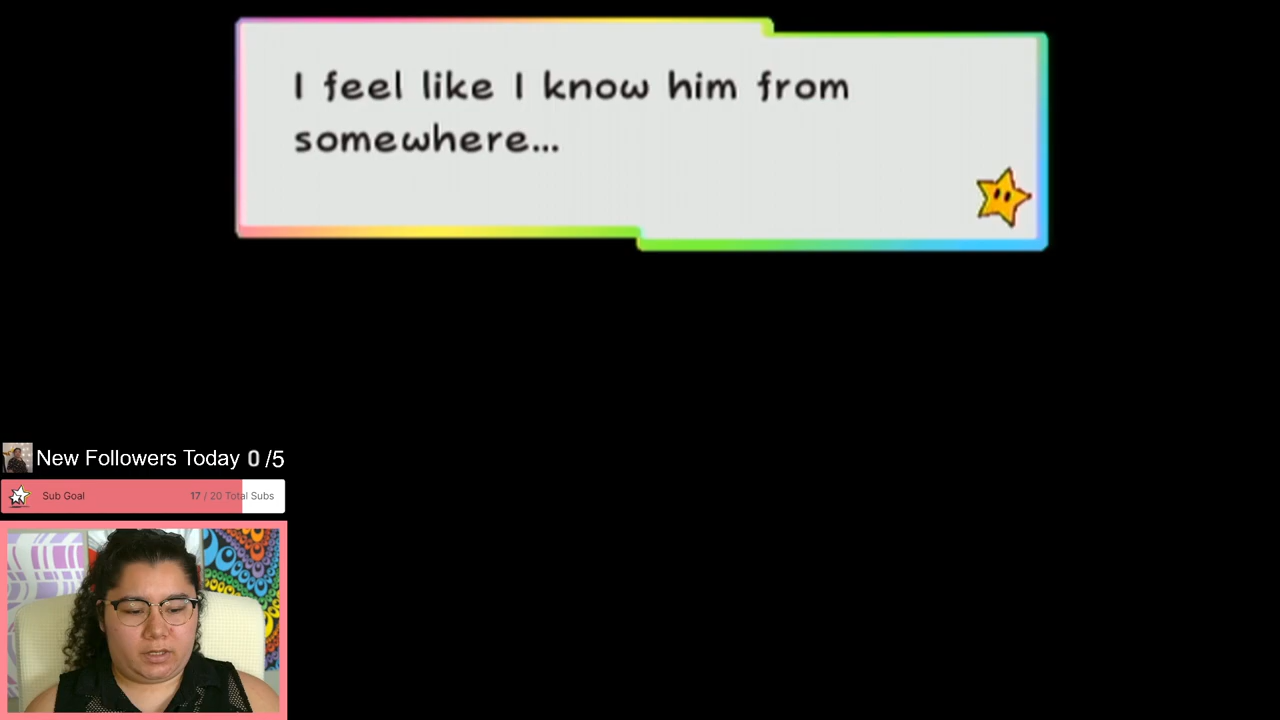 I feel like I know him from
somewhere...
New Followers Today 0 /5
Sub Goal 17 / 20 Total Subs